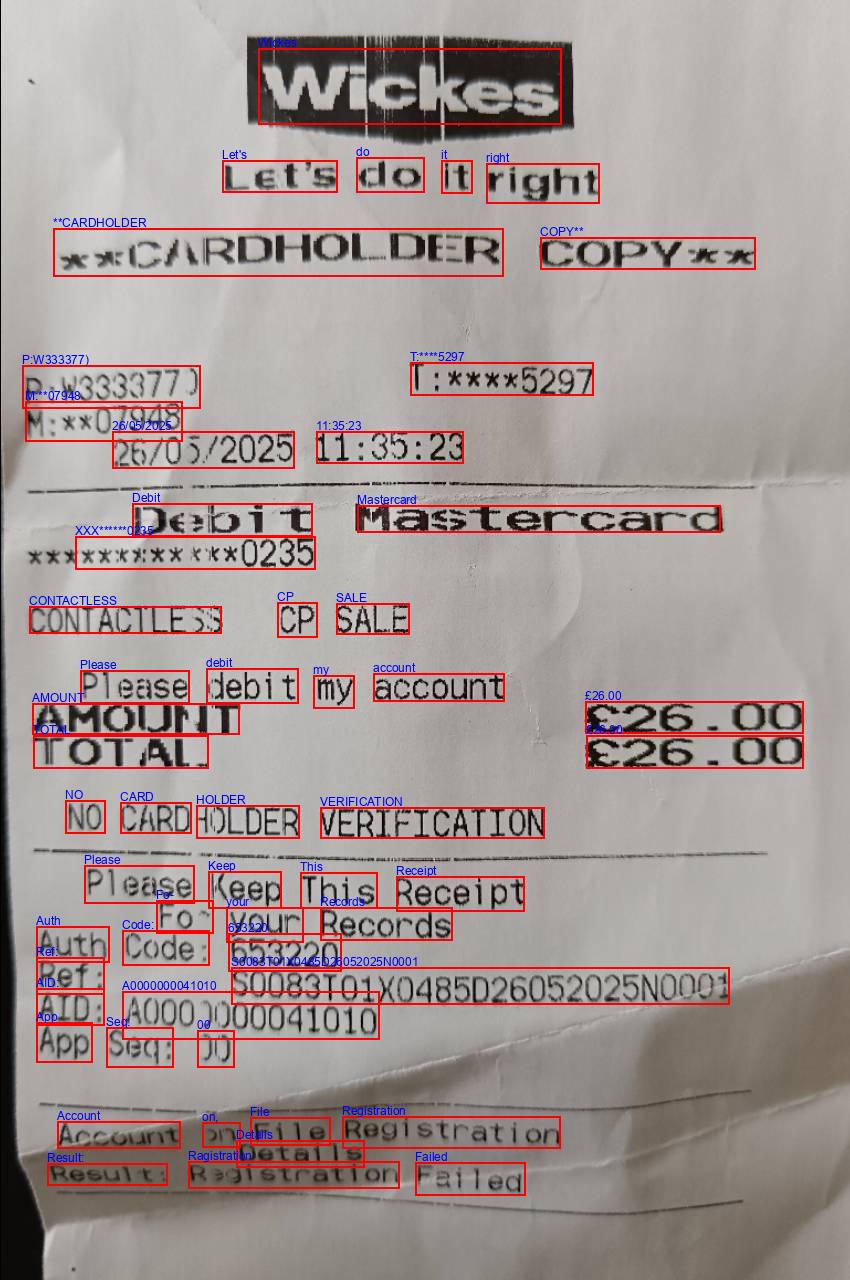 Wickes
Let's do it right
**CARDHOLDER COPY**
P:W333377) T:****5297
M:**07948
26/05/2025 11:35:23
Debit Mastercard
************0235
CONTACTLESS CP SALE
Please debit my account
AMOUNT £26.00
TOTAL £26.00
NO CARD HOLDER VERIFICATION
Please Keep This Receipt
For your Records
Auth Code: 653220
Ref: S0083T01X0485D26052025N0001
AID: A0000000041010
App Seq: 00
Account on File Registration
Details
Result: Registration Failed